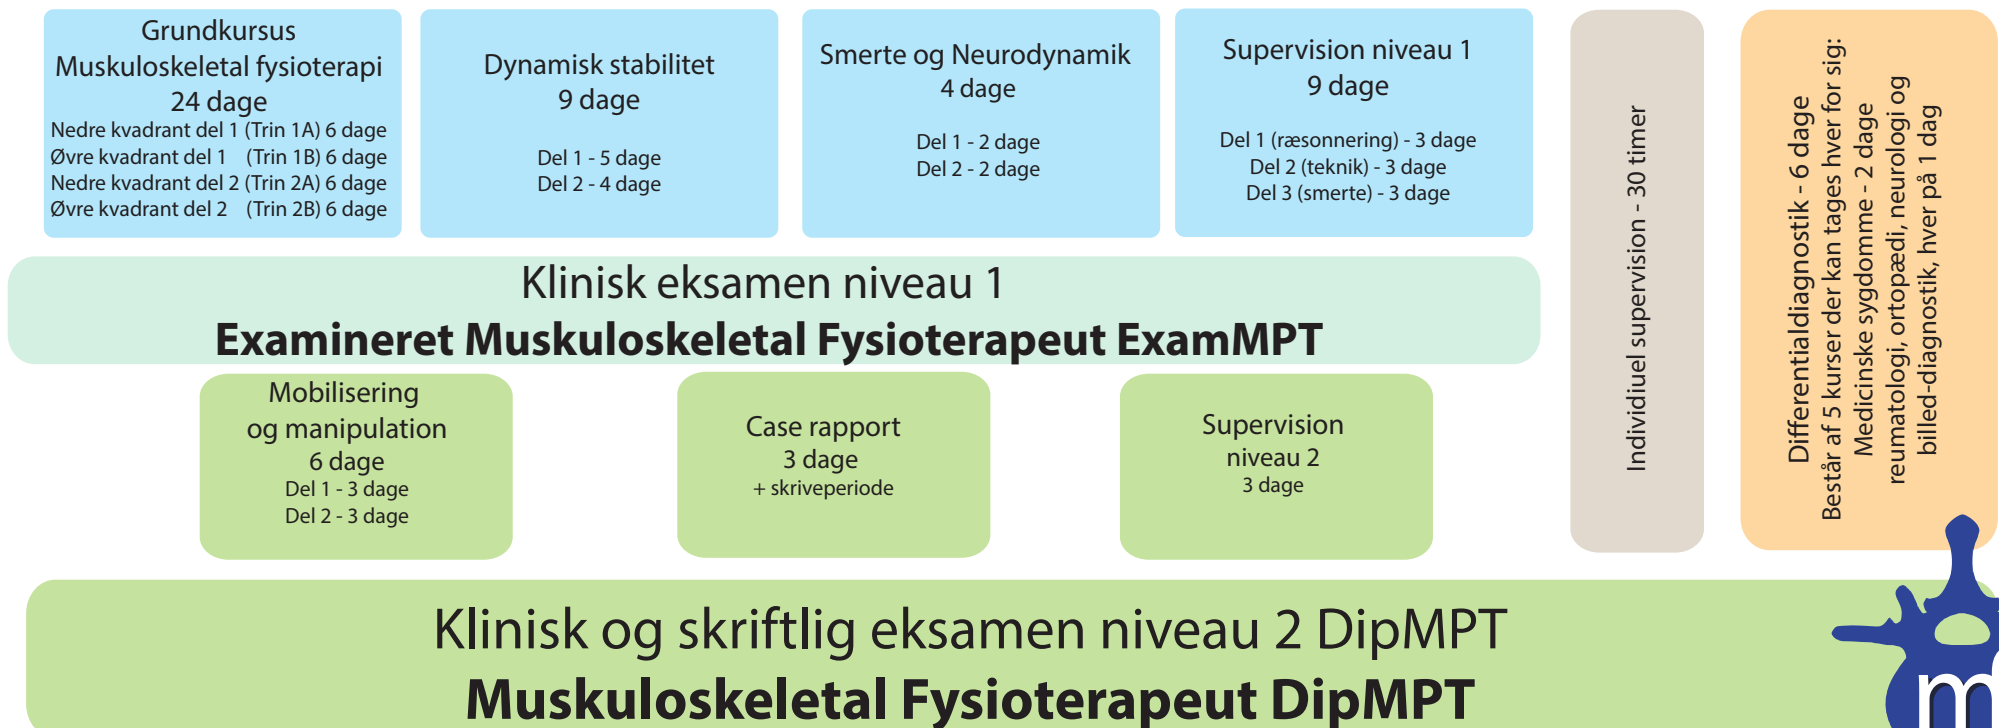 Grundkursus
Muskuloskeletal fysioterapi
24 dage
Nedre kvadrant del 1 (Trin 1A) 6 dage
Øvre kvadrant del 1 (Trin 1B) 6 dage
Nedre kvadrant del 2 (Trin 2A) 6 dage
Øvre kvadrant del 2 (Trin 2B) 6 dage
Dynamisk stabilitet
9 dage
Del 1 - 5 dage
Del 2 - 4 dage
Smerte og Neurodynamik
4 dage
Del 1 - 2 dage
Del 2 - 2 dage
Supervision niveau 1
9 dage
Del 1 (ræsonnering) - 3 dage
Del 2 (teknik) - 3 dage
Del 3 (smerte) - 3 dage
Individiuel supervision - 30 timer
Differentialdiagnostik - 6 dage
Består af 5 kurser der kan tages hver for sig:
Medicinske sygdomme - 2 dage
reumatologi, ortopædi, neurologi og
billed-diagnostik, hver på 1 dag
Klinisk eksamen niveau 1
Examineret Muskuloskeletal Fysioterapeut ExamMPT
Mobilisering
og manipulation
6 dage
Del 1 - 3 dage
Del 2 - 3 dage
Case rapport
3 dage
+ skriveperiode
Supervision
niveau 2
3 dage
Klinisk og skriftlig eksamen niveau 2 DipMPT
Muskuloskeletal Fysioterapeut DipMPT